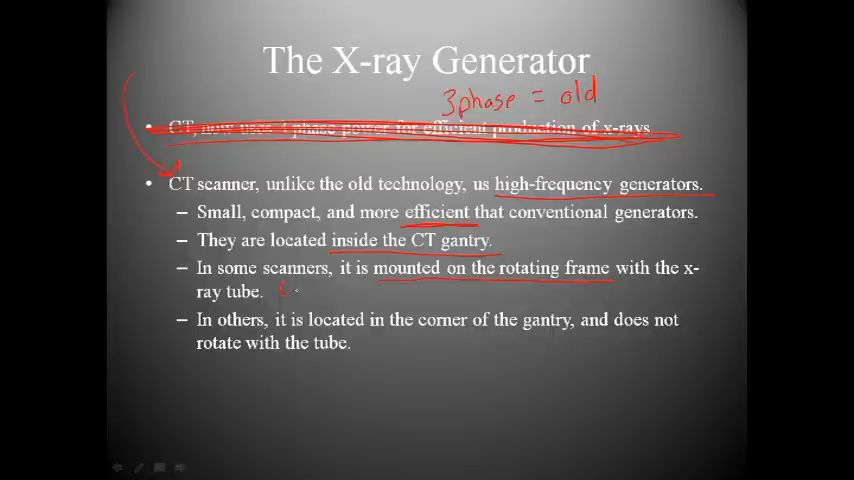 The X-ray Generator
3phase = old
• CT, now uses 3 phase power for efficient production of x-rays
• CT scanner, unlike the old technology, us high-frequency generators.
– Small, compact, and more efficient that conventional generators.
– They are located inside the CT gantry.
– In some scanners, it is mounted on the rotating frame with the x-
ray tube.
– In others, it is located in the corner of the gantry, and does not
rotate with the tube.